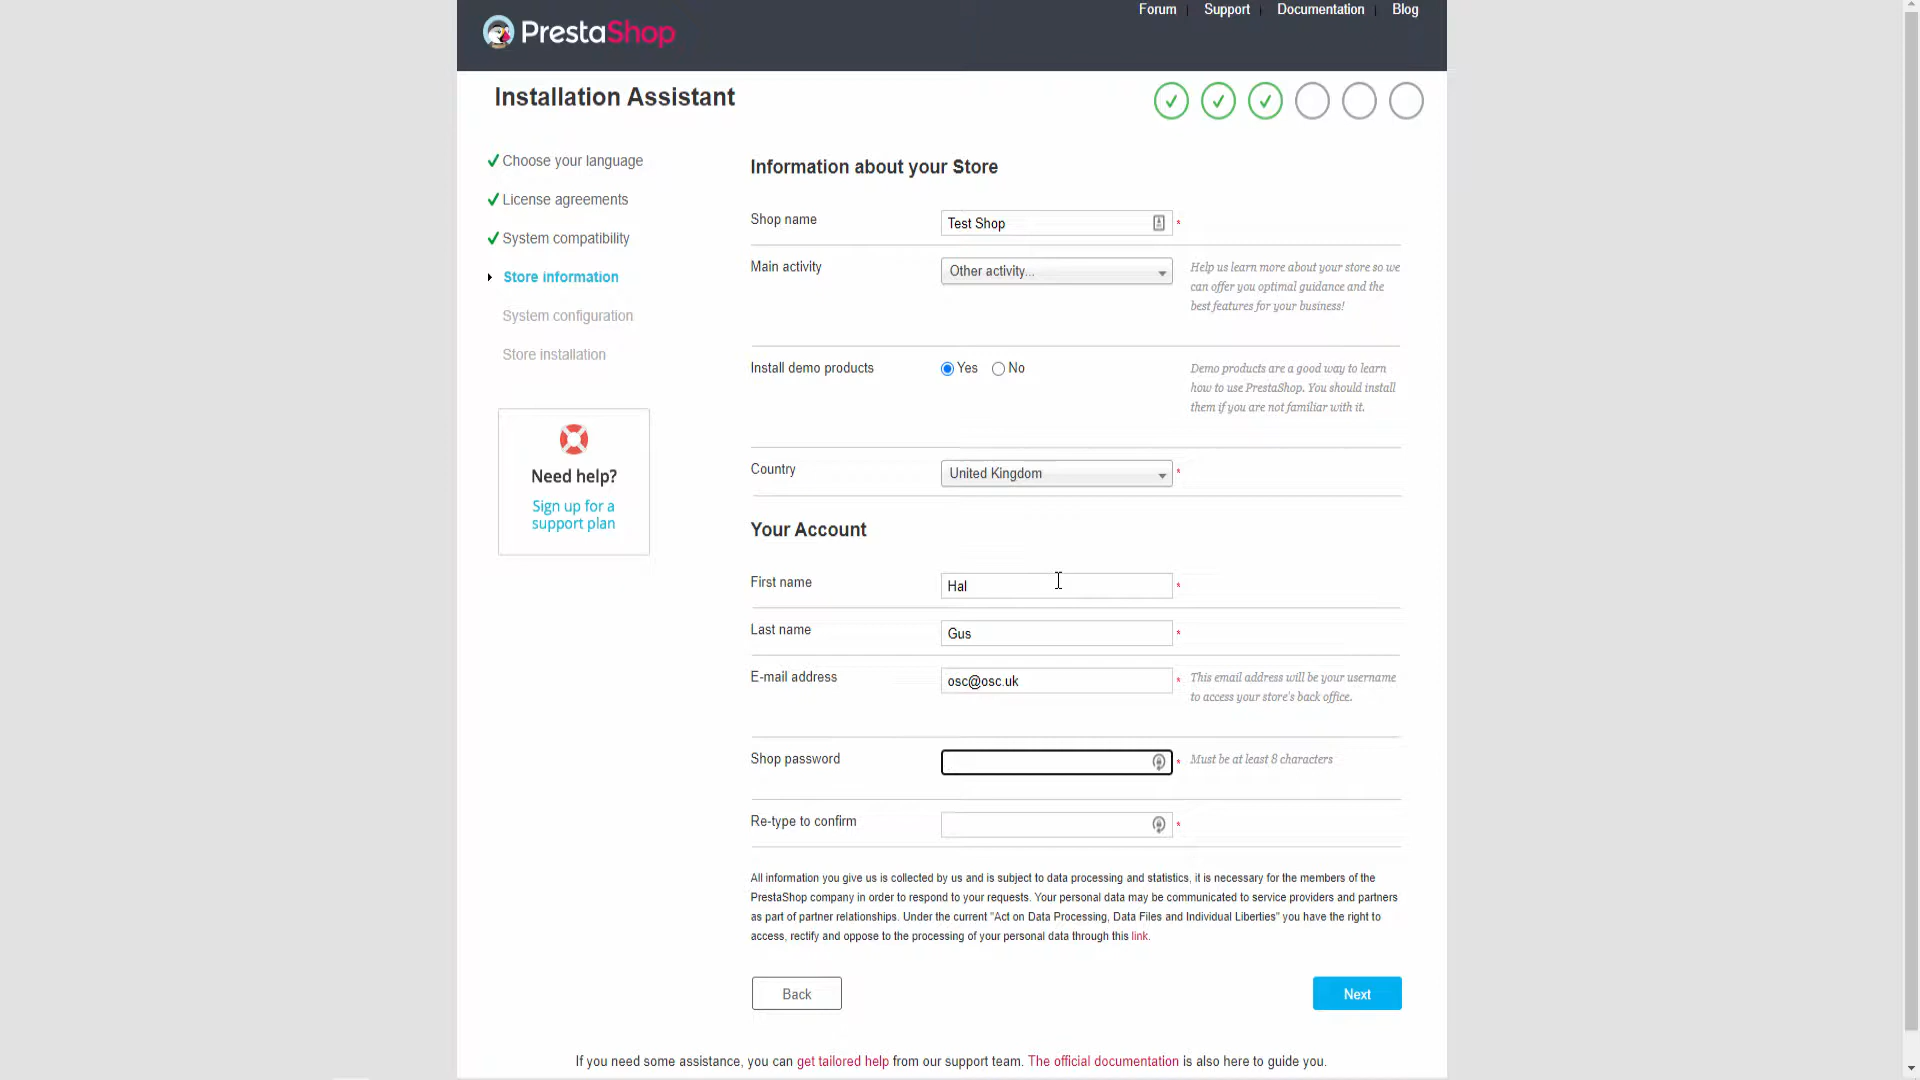 Forum
Support
Documentation
Blog
PrestaShop
Installation Assistant
Choose your language
License agreements
System compatibility
Store information
System configuration
Store installation
Need help?
Sign up for a
support plan
Information about your Store
Shop name
Test Shop
*
Main activity
Other activity...
Help us learn more about your store so we
can offer you optimal guidance and the
best features for your business!
Install demo products
Yes
No
Demo products are a good way to learn
how to use PrestaShop. You should install
them if you are not familiar with it.
Country
United Kingdom
*
Your Account
First name
Hal
*
Last name
Gus
*
E-mail address
osc@osc.uk
*
This email address will be your username
to access your store's back office.
Shop password
*
Must be at least 8 characters
Re-type to confirm
*
All information you give us is collected by us and is subject to data processing and statistics, it is necessary for the members of the
PrestaShop company in order to respond to your requests. Your personal data may be communicated to service providers and partners
as part of partner relationships. Under the current "Act on Data Processing, Data Files and Individual Liberties" you have the right to
access, rectify and oppose to the processing of your personal data through this link.
Back
Next
If you need some assistance, you can get tailored help from our support team. The official documentation is also here to guide you.